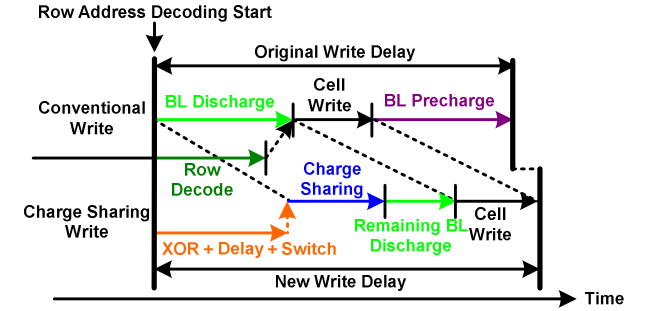 Row Address Decoding Start
Original Write Delay
Conventional
Write
BL Discharge
Cell
Write
BL Precharge
Row
Decode
Charge
Sharing
Charge Sharing
Write
XOR + Delay + Switch
Remaining BL
Discharge
Cell
Write
New Write Delay
Time